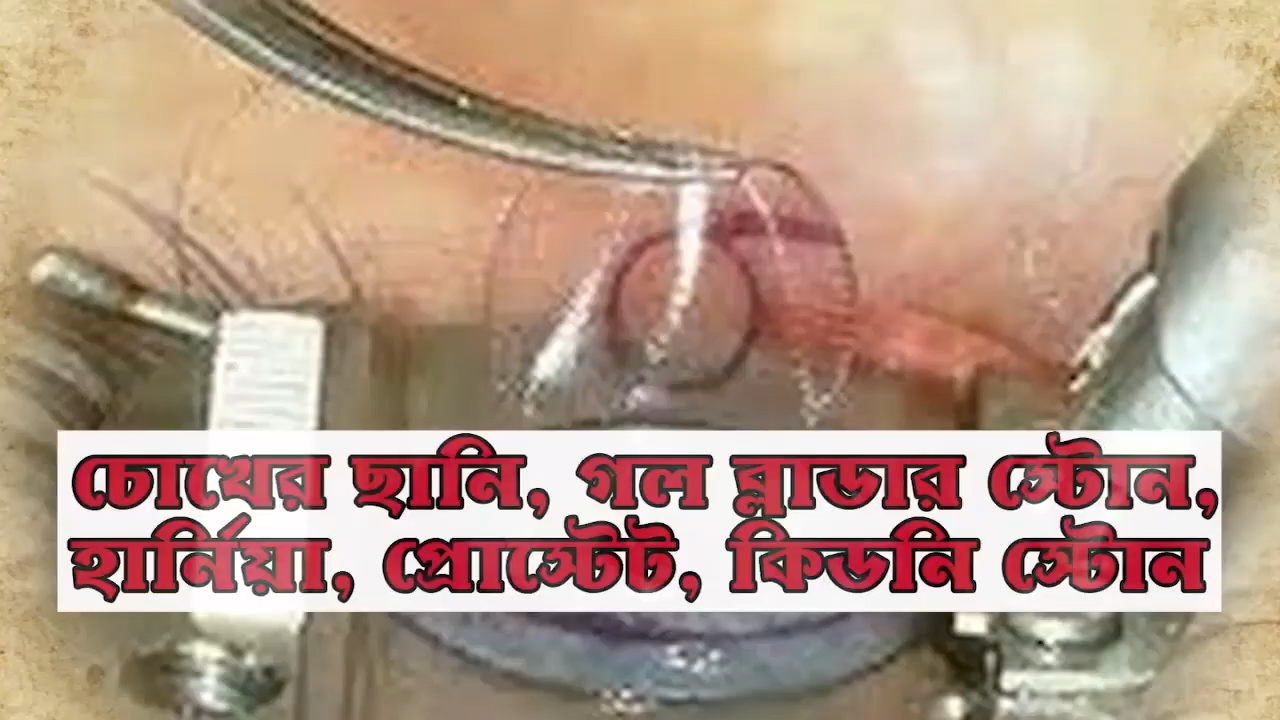 চোখের ছানি, গল ব্লাডার স্টোন,
হার্নিয়া, প্রোস্টেট, কিডনি স্টোন